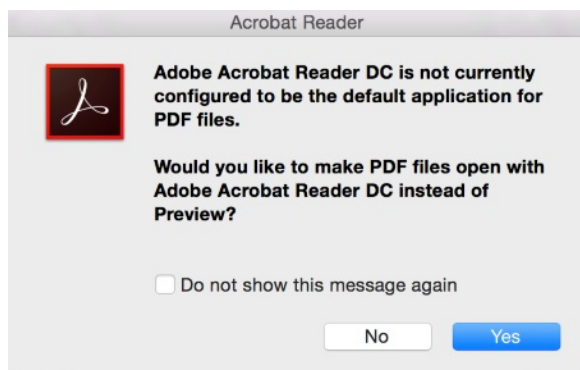 Acrobat Reader
Adobe Acrobat Reader DC is not currently
configured to be the default application for
PDF files.
Would you like to make PDF files open with
Adobe Acrobat Reader DC instead of
Preview?
Do not show this message again
No
Yes